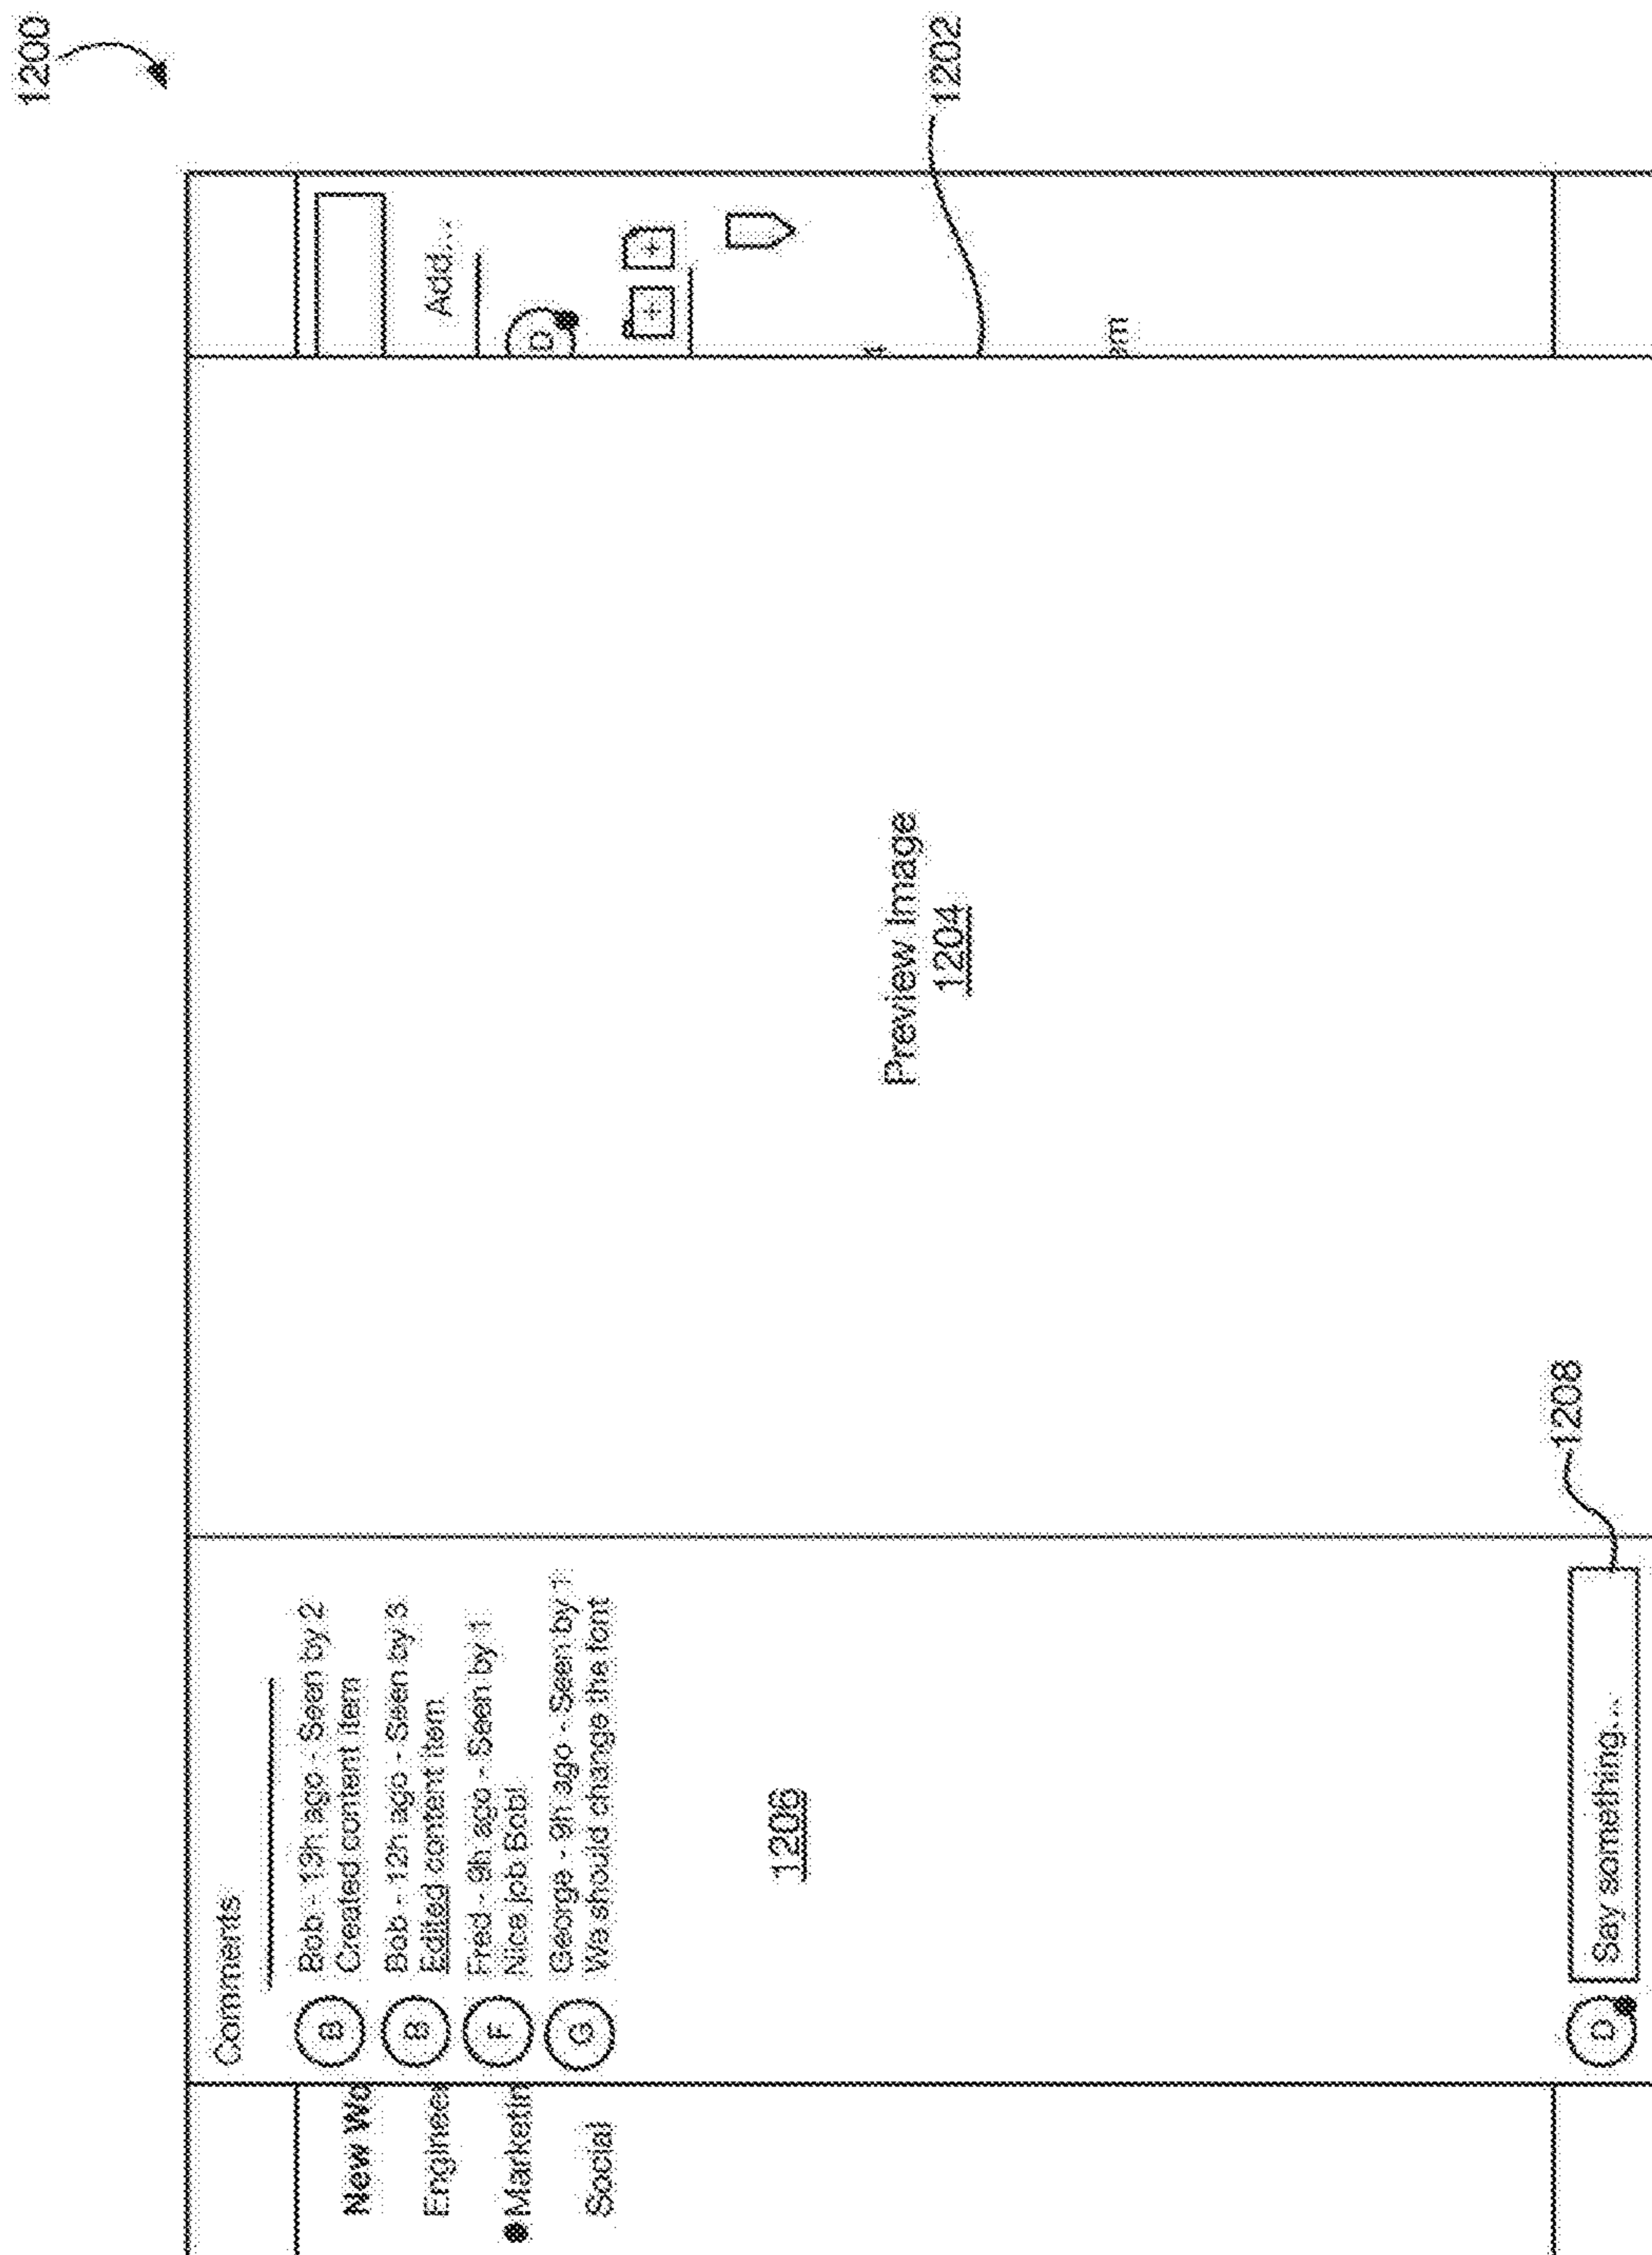 1200
Comments
New Wo
Engineer
Marketin
Social
B
Bob - 13h ago - Seen by 2
Created content item
B
Bob - 12h ago - Seen by 3
Edited content item
F
Fred - 9h ago - Seen by 1
Nice job Bob!
G
George - 9h ago - Seen by 1
We should change the font
1206
D
Say something...
1208
Preview Image
1204
Add...
D
+
+
1202